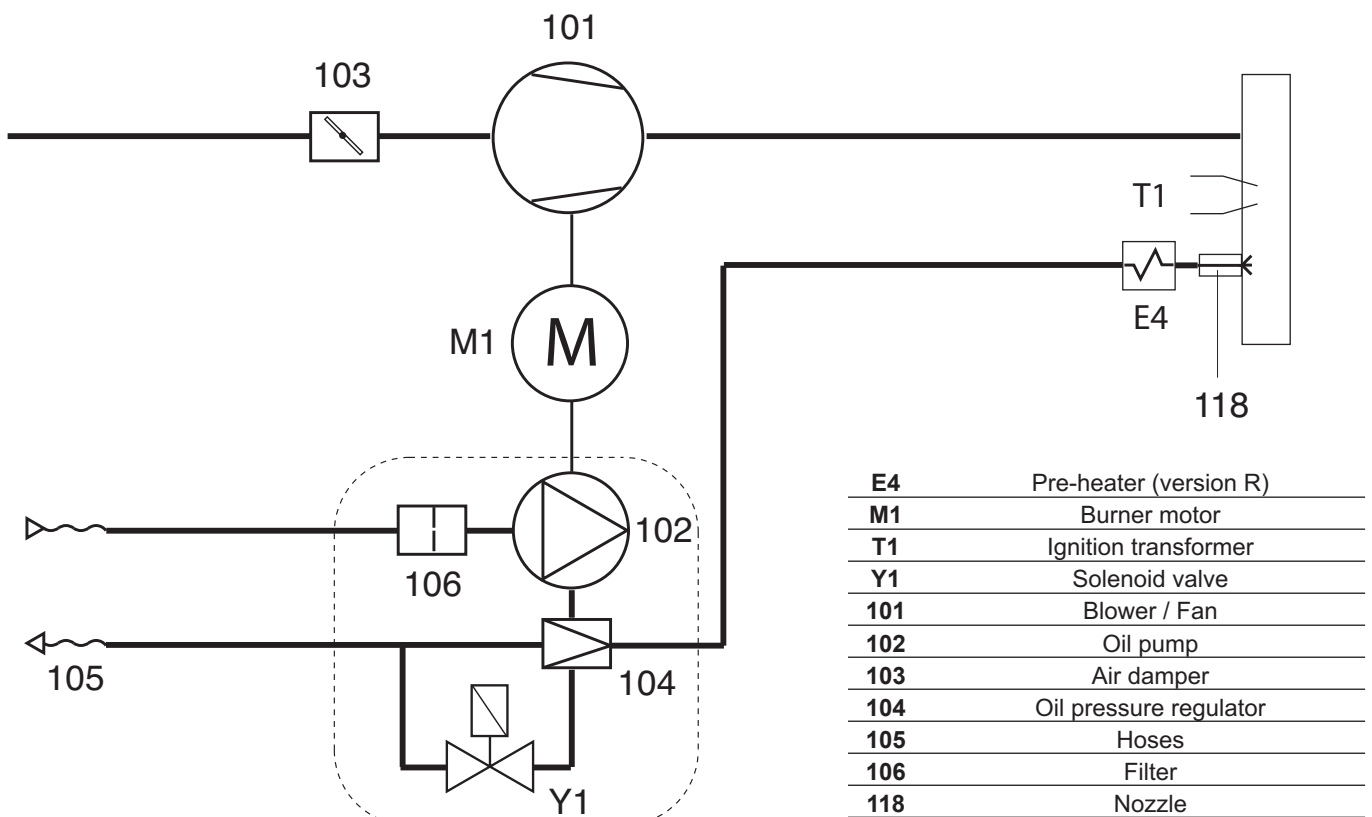 101
103
T1
M1
M
E4
118
102
106
105
104
Y1
E4 Pre-heater (version R)
M1 Burner motor
T1 Ignition transformer
Y1 Solenoid valve
101 Blower / Fan
102 Oil pump
103 Air damper
104 Oil pressure regulator
105 Hoses
106 Filter
118 Nozzle